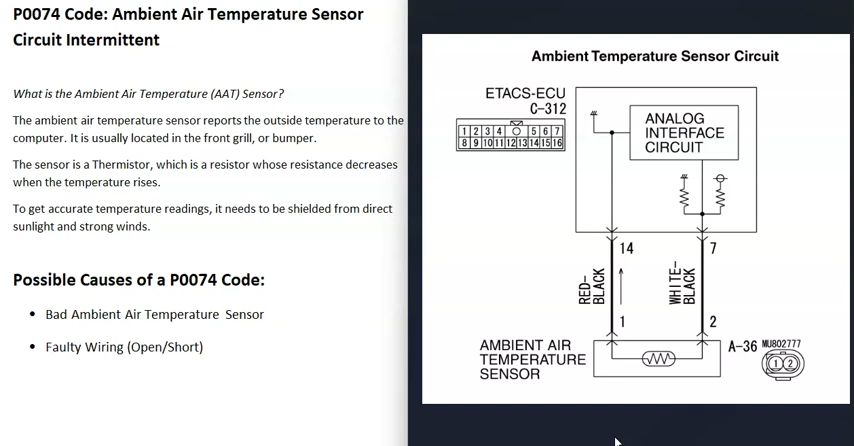 P0074 Code: Ambient Air Temperature Sensor
Circuit Intermittent
What is the Ambient Air Temperature (AAT) Sensor?
The ambient air temperature sensor reports the outside temperature to the
computer. It is usually located in the front grill, or bumper.
The sensor is a Thermistor, which is a resistor whose resistance decreases
when the temperature rises.
To get accurate temperature readings, it needs to be shielded from direct
sunlight and strong winds.
Possible Causes of a P0074 Code:
• Bad Ambient Air Temperature Sensor
• Faulty Wiring (Open/Short)
Ambient Temperature Sensor Circuit
ETACS-ECU
C-312
1 2 3 4 5 6 7
8 9 10 11 12 13 14 15 16
ANALOG
INTERFACE
CIRCUIT
14 7
RED-
BLACK
WHITE-
BLACK
1 2
AMBIENT AIR
TEMPERATURE
SENSOR
A-36 MU802777
1 2